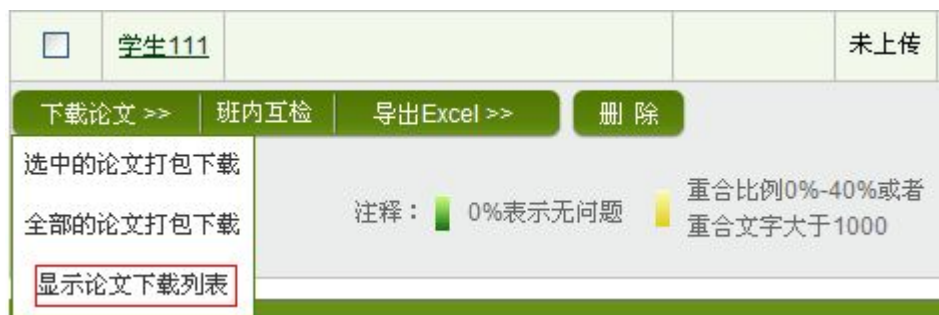 学生111
未上传
下载论文 >>
班内互检
导出Excel >>
删 除
选中的论文打包下载
全部的论文打包下载
显示论文下载列表
注释：
0%表示无问题
重合比例0%-40%或者
重合文字大于1000